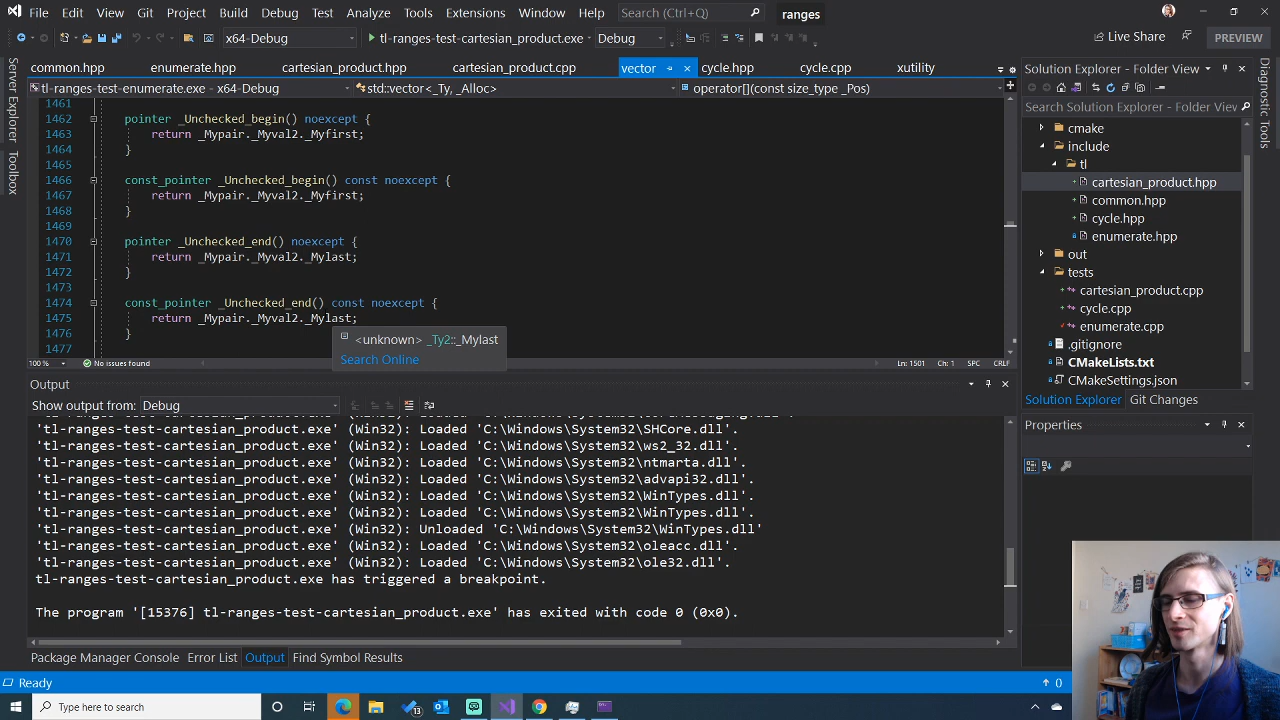 File Edit View Git Project Build Debug Test Analyze Tools Extensions Window Help Search (Ctrl+Q) ranges
x64-Debug tl-ranges-test-cartesian_product.exe Debug Live Share PREVIEW
common.hpp enumerate.hpp cartesian_product.hpp cartesian_product.cpp vector cycle.hpp cycle.cpp xutility
tl-ranges-test-enumerate.exe - x64-Debug std::vector<_Ty, _Alloc> operator[](const size_type _Pos)
Server Explorer
Toolbox
1461
1462 pointer _Unchecked_begin() noexcept {
1463 return _Mypair._Myval2._Myfirst;
1464 }
1465
1466 const_pointer _Unchecked_begin() const noexcept {
1467 return _Mypair._Myval2._Myfirst;
1468 }
1469
1470 pointer _Unchecked_end() noexcept {
1471 return _Mypair._Myval2._Mylast;
1472 }
1473
1474 const_pointer _Unchecked_end() const noexcept {
1475 return _Mypair._Myval2._Mylast;
1476 }
1477
<unknown> _Ty2::_Mylast
Search Online
100 % No issues found Ln: 1501 Ch: 1 SPC CRLF
Output
Show output from: Debug
'tl-ranges-test-cartesian_product.exe' (Win32): Loaded 'C:\Windows\System32\SHCore.dll'.
'tl-ranges-test-cartesian_product.exe' (Win32): Loaded 'C:\Windows\System32\ws2_32.dll'.
'tl-ranges-test-cartesian_product.exe' (Win32): Loaded 'C:\Windows\System32\ntmarta.dll'.
'tl-ranges-test-cartesian_product.exe' (Win32): Loaded 'C:\Windows\System32\advapi32.dll'.
'tl-ranges-test-cartesian_product.exe' (Win32): Loaded 'C:\Windows\System32\WinTypes.dll'.
'tl-ranges-test-cartesian_product.exe' (Win32): Loaded 'C:\Windows\System32\WinTypes.dll'.
'tl-ranges-test-cartesian_product.exe' (Win32): Unloaded 'C:\Windows\System32\WinTypes.dll'
'tl-ranges-test-cartesian_product.exe' (Win32): Loaded 'C:\Windows\System32\oleacc.dll'.
'tl-ranges-test-cartesian_product.exe' (Win32): Loaded 'C:\Windows\System32\ole32.dll'.
tl-ranges-test-cartesian_product.exe has triggered a breakpoint.
The program '[15376] tl-ranges-test-cartesian_product.exe' has exited with code 0 (0x0).
Package Manager Console Error List Output Find Symbol Results
Solution Explorer - Folder View
Search Solution Explorer - Folder View
cmake
include
tl
cartesian_product.hpp
common.hpp
cycle.hpp
enumerate.hpp
out
tests
cartesian_product.cpp
cycle.cpp
enumerate.cpp
.gitignore
CMakeLists.txt
CMakeSettings.json
Solution Explorer Git Changes
Properties
Diagnostic Tools
Ready 0
Type here to search 13